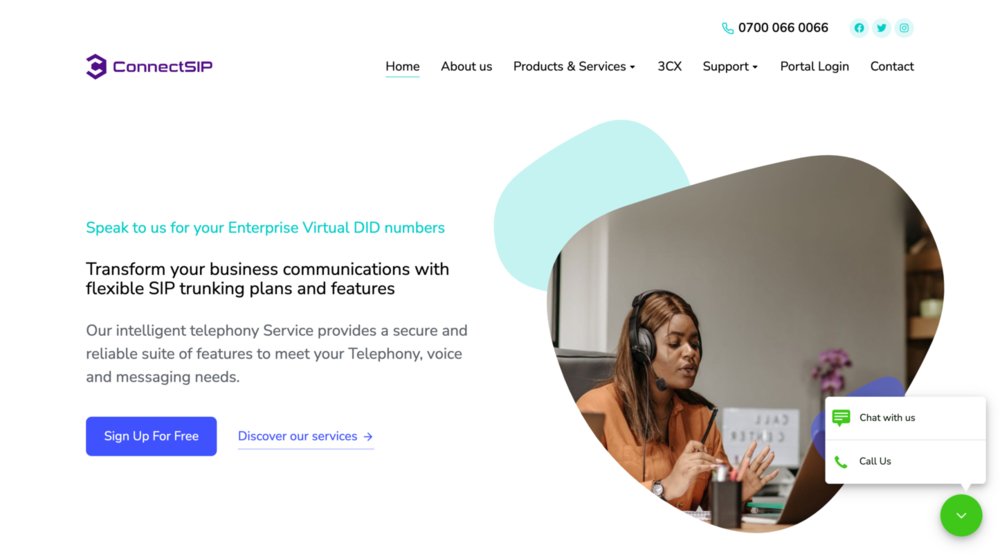 0700 066 0066
ConnectSIP
Home
About us
Products & Services
3CX
Support
Portal Login
Contact
Speak to us for your Enterprise Virtual DID numbers
Transform your business communications with
flexible SIP trunking plans and features
Our intelligent telephony Service provides a secure and
reliable suite of features to meet your Telephony, voice
and messaging needs.
Sign Up For Free
Discover our services
CALL
CENTER
Chat with us
Call Us